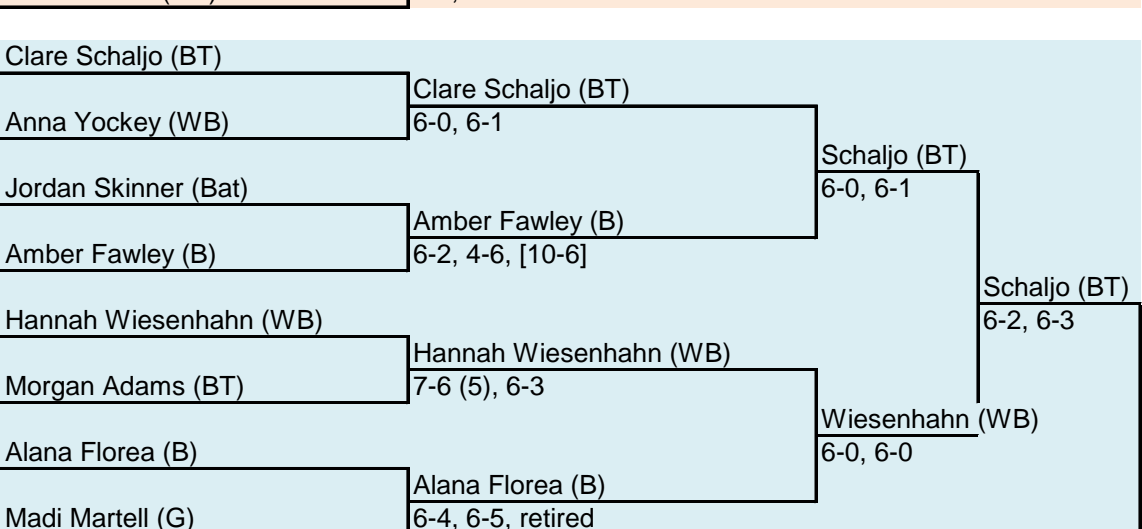 Clare Schaljo (BT)
Clare Schaljo (BT)
Anna Yockey (WB)
6-0, 6-1
Schaljo (BT)
Jordan Skinner (Bat)
6-0, 6-1
Amber Fawley (B)
Amber Fawley (B)
6-2, 4-6, [10-6]
Schaljo (BT)
Hannah Wiesenhahn (WB)
6-2, 6-3
Hannah Wiesenhahn (WB)
Morgan Adams (BT)
7-6 (5), 6-3
Wiesenhahn (WB)
Alana Florea (B)
6-0, 6-0
Alana Florea (B)
Madi Martell (G)
6-4, 6-5, retired